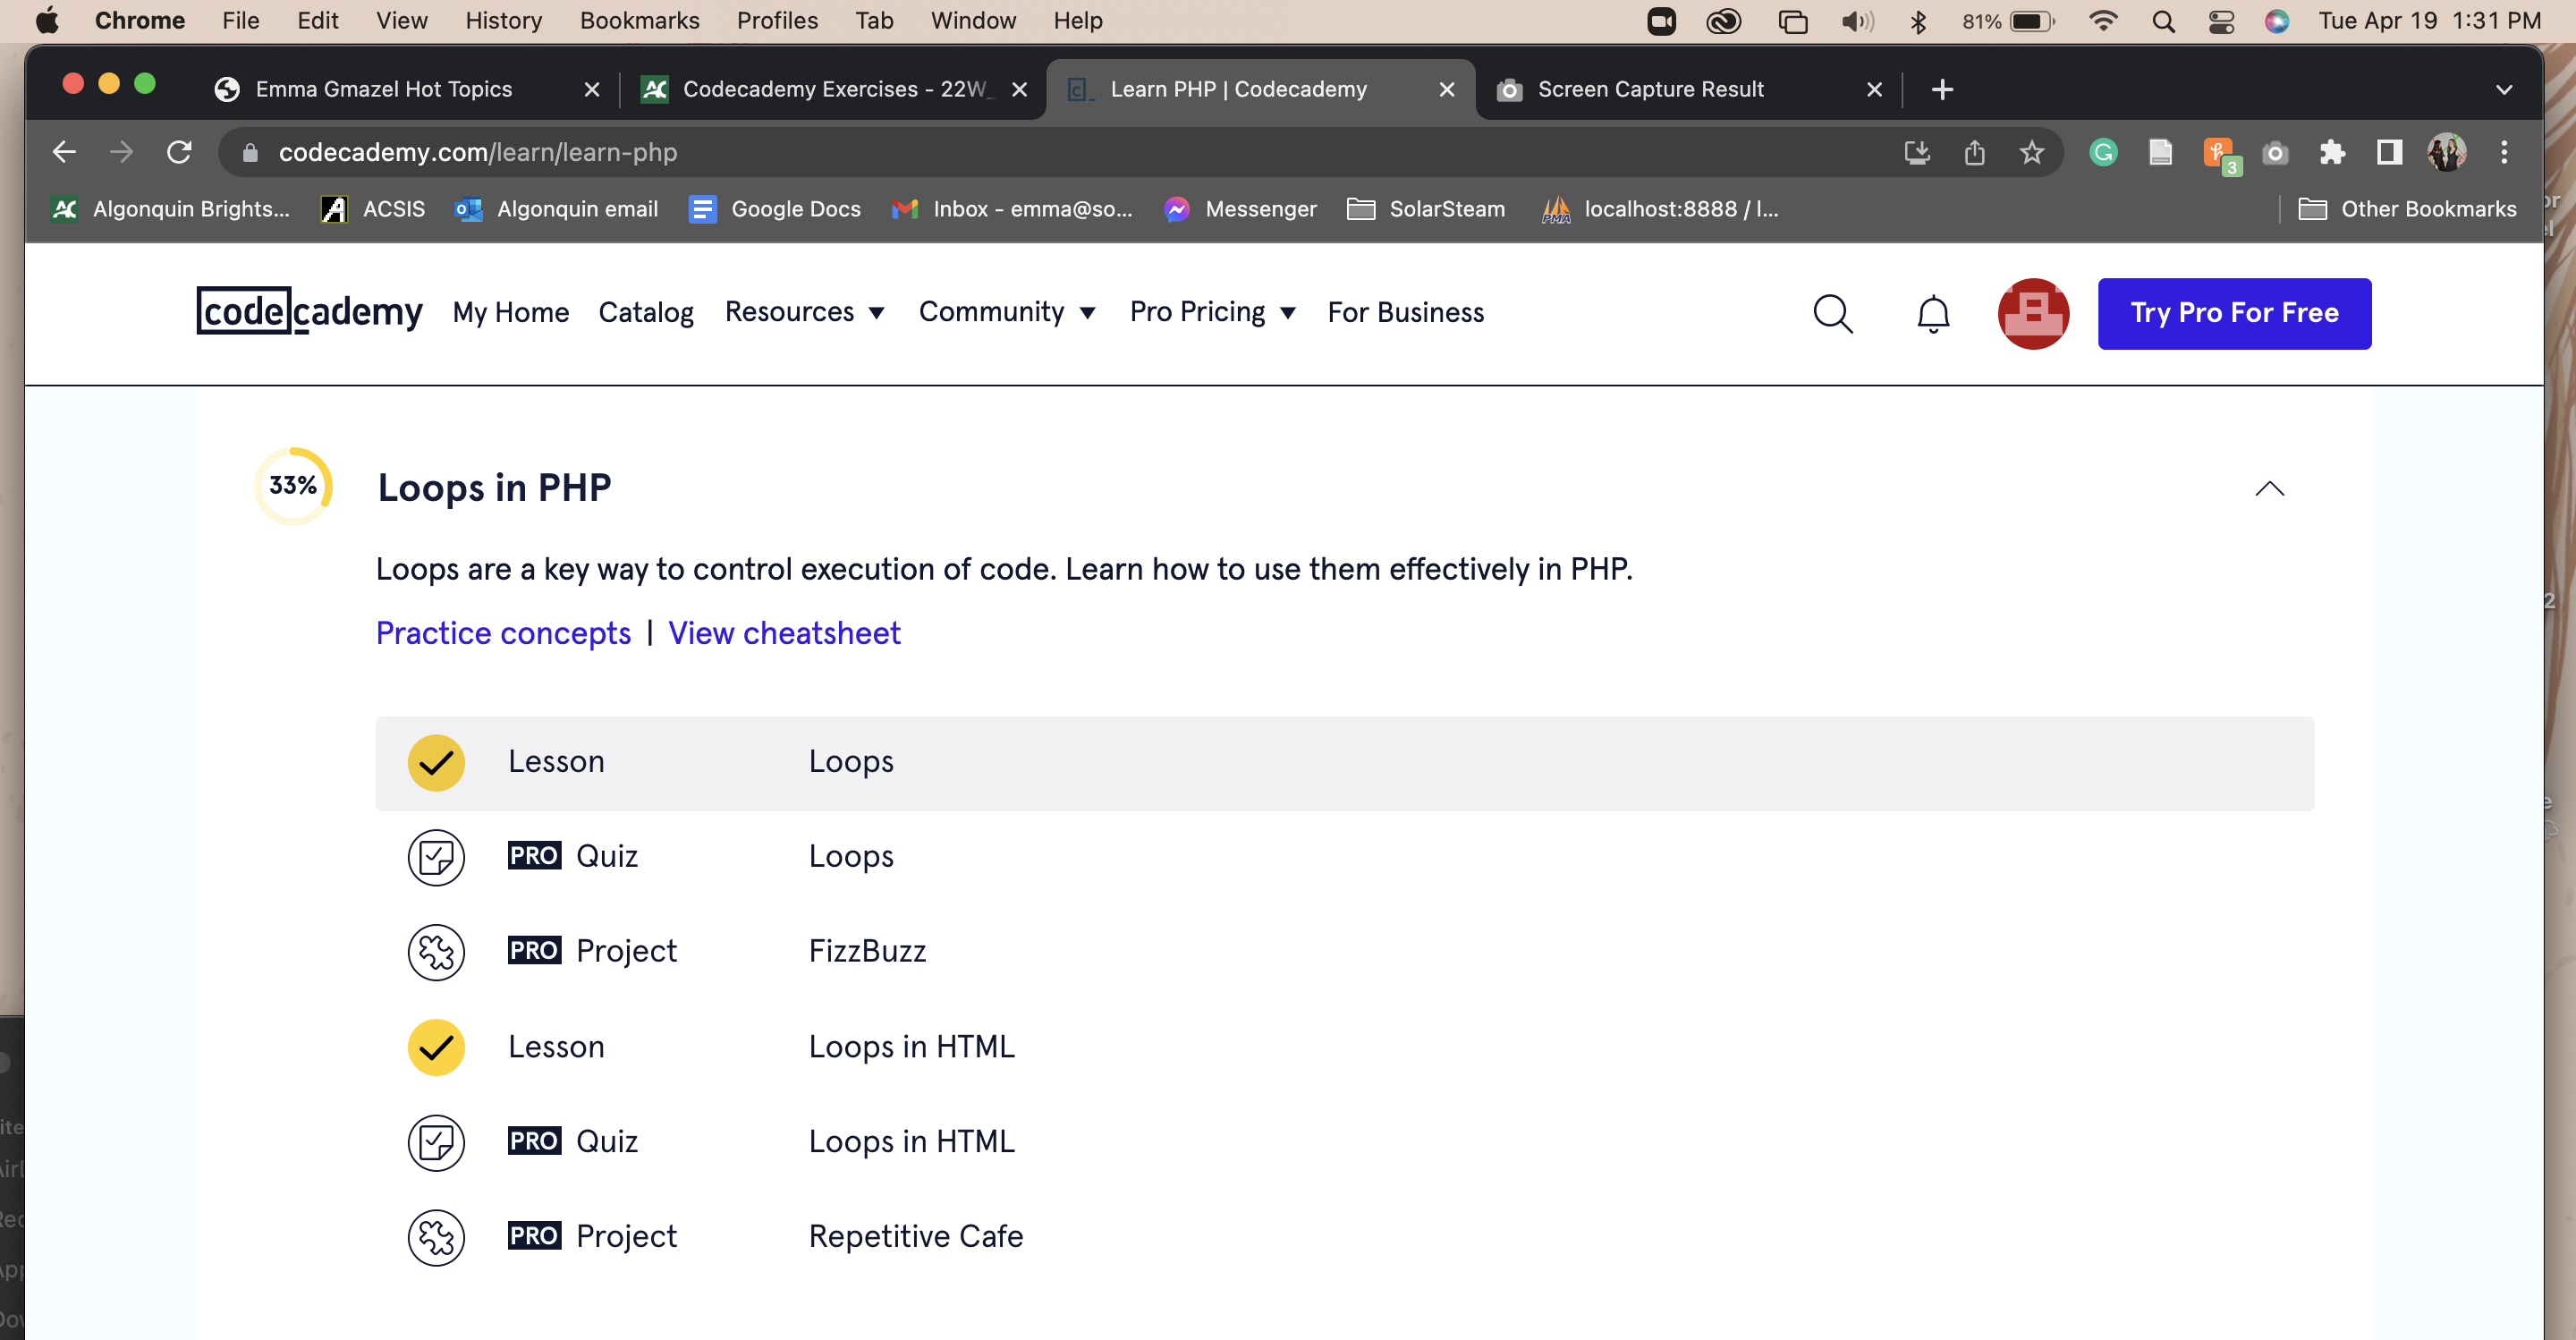 Chrome File Edit View History Bookmarks Profiles Tab Window Help 81% Tue Apr 19 1:31 PM
Emma Gmazel Hot Topics Codecademy Exercises - 22W_ Learn PHP | Codecademy Screen Capture Result
codecademy.com/learn/learn-php 3
Algonquin Brights... ACSIS Algonquin email Google Docs Inbox - emma@so... Messenger SolarSteam localhost:8888 / l... Other Bookmarks
codecademy My Home Catalog Resources Community Pro Pricing For Business Try Pro For Free
33% Loops in PHP
Loops are a key way to control execution of code. Learn how to use them effectively in PHP.
Practice concepts | View cheatsheet
Lesson Loops
PRO Quiz Loops
PRO Project FizzBuzz
Lesson Loops in HTML
PRO Quiz Loops in HTML
PRO Project Repetitive Cafe